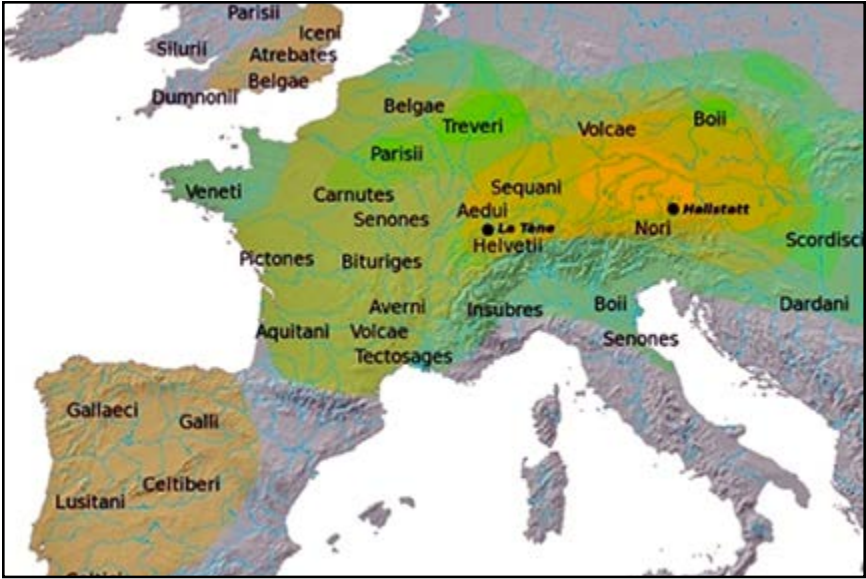 Parisii
Iceni
Silurii
Atrebates
Belgae
Dumnonii
Belgae
Treveri
Volcae
Boii
Parisii
Veneti
Carnutes
Sequani
Senones
Aedui
Hallstatt
La Tène
Nori
Helvetii
Scordisci
Pictones
Bituriges
Averni
Insubres
Boii
Dardani
Aquitani
Volcae
Tectosages
Senones
Gallaeci
Galli
Celtiberi
Lusitani